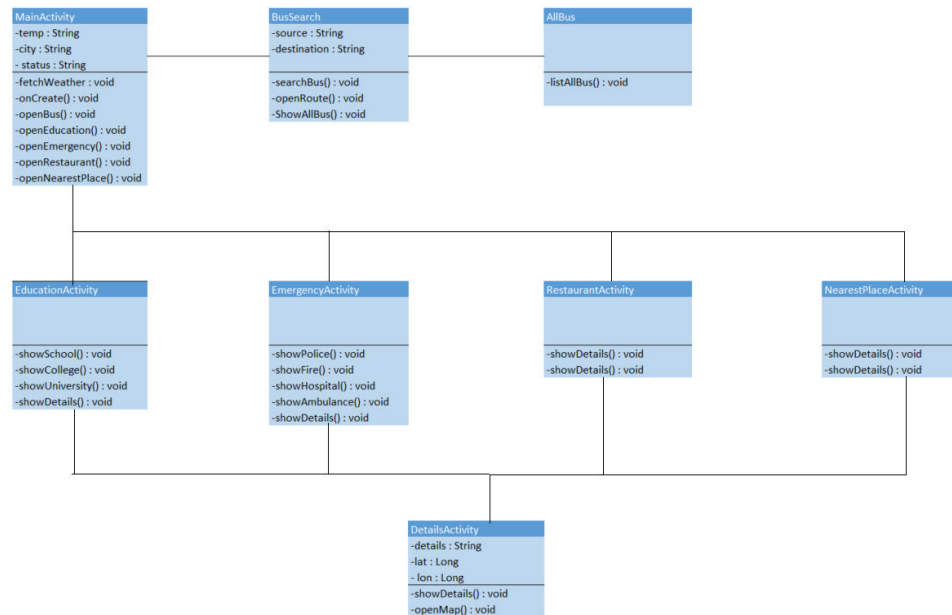 MainActivity
-temp : String
-city : String
- status : String
-fetchWeather : void
-onCreate() : void
-openBus() : void
-openEducation() : void
-openEmergency() : void
-openRestaurant() : void
-openNearestPlace() : void
BusSearch
-source : String
-destination : String
-searchBus() : void
-openRoute() : void
-ShowAllBus() : void
AllBus
-listAllBus() : void
EducationActivity
-showSchool() : void
-showCollege() : void
-showUniversity() : void
-showDetails() : void
EmergencyActivity
-showPolice() : void
-showFire() : void
-showHospital() : void
-showAmbulance() : void
-showDetails() : void
RestaurantActivity
-showDetails() : void
-showDetails() : void
NearestPlaceActivity
-showDetails() : void
-showDetails() : void
DetailsActivity
-details : String
-lat : Long
- lon : Long
-showDetails() : void
-openMap() : void